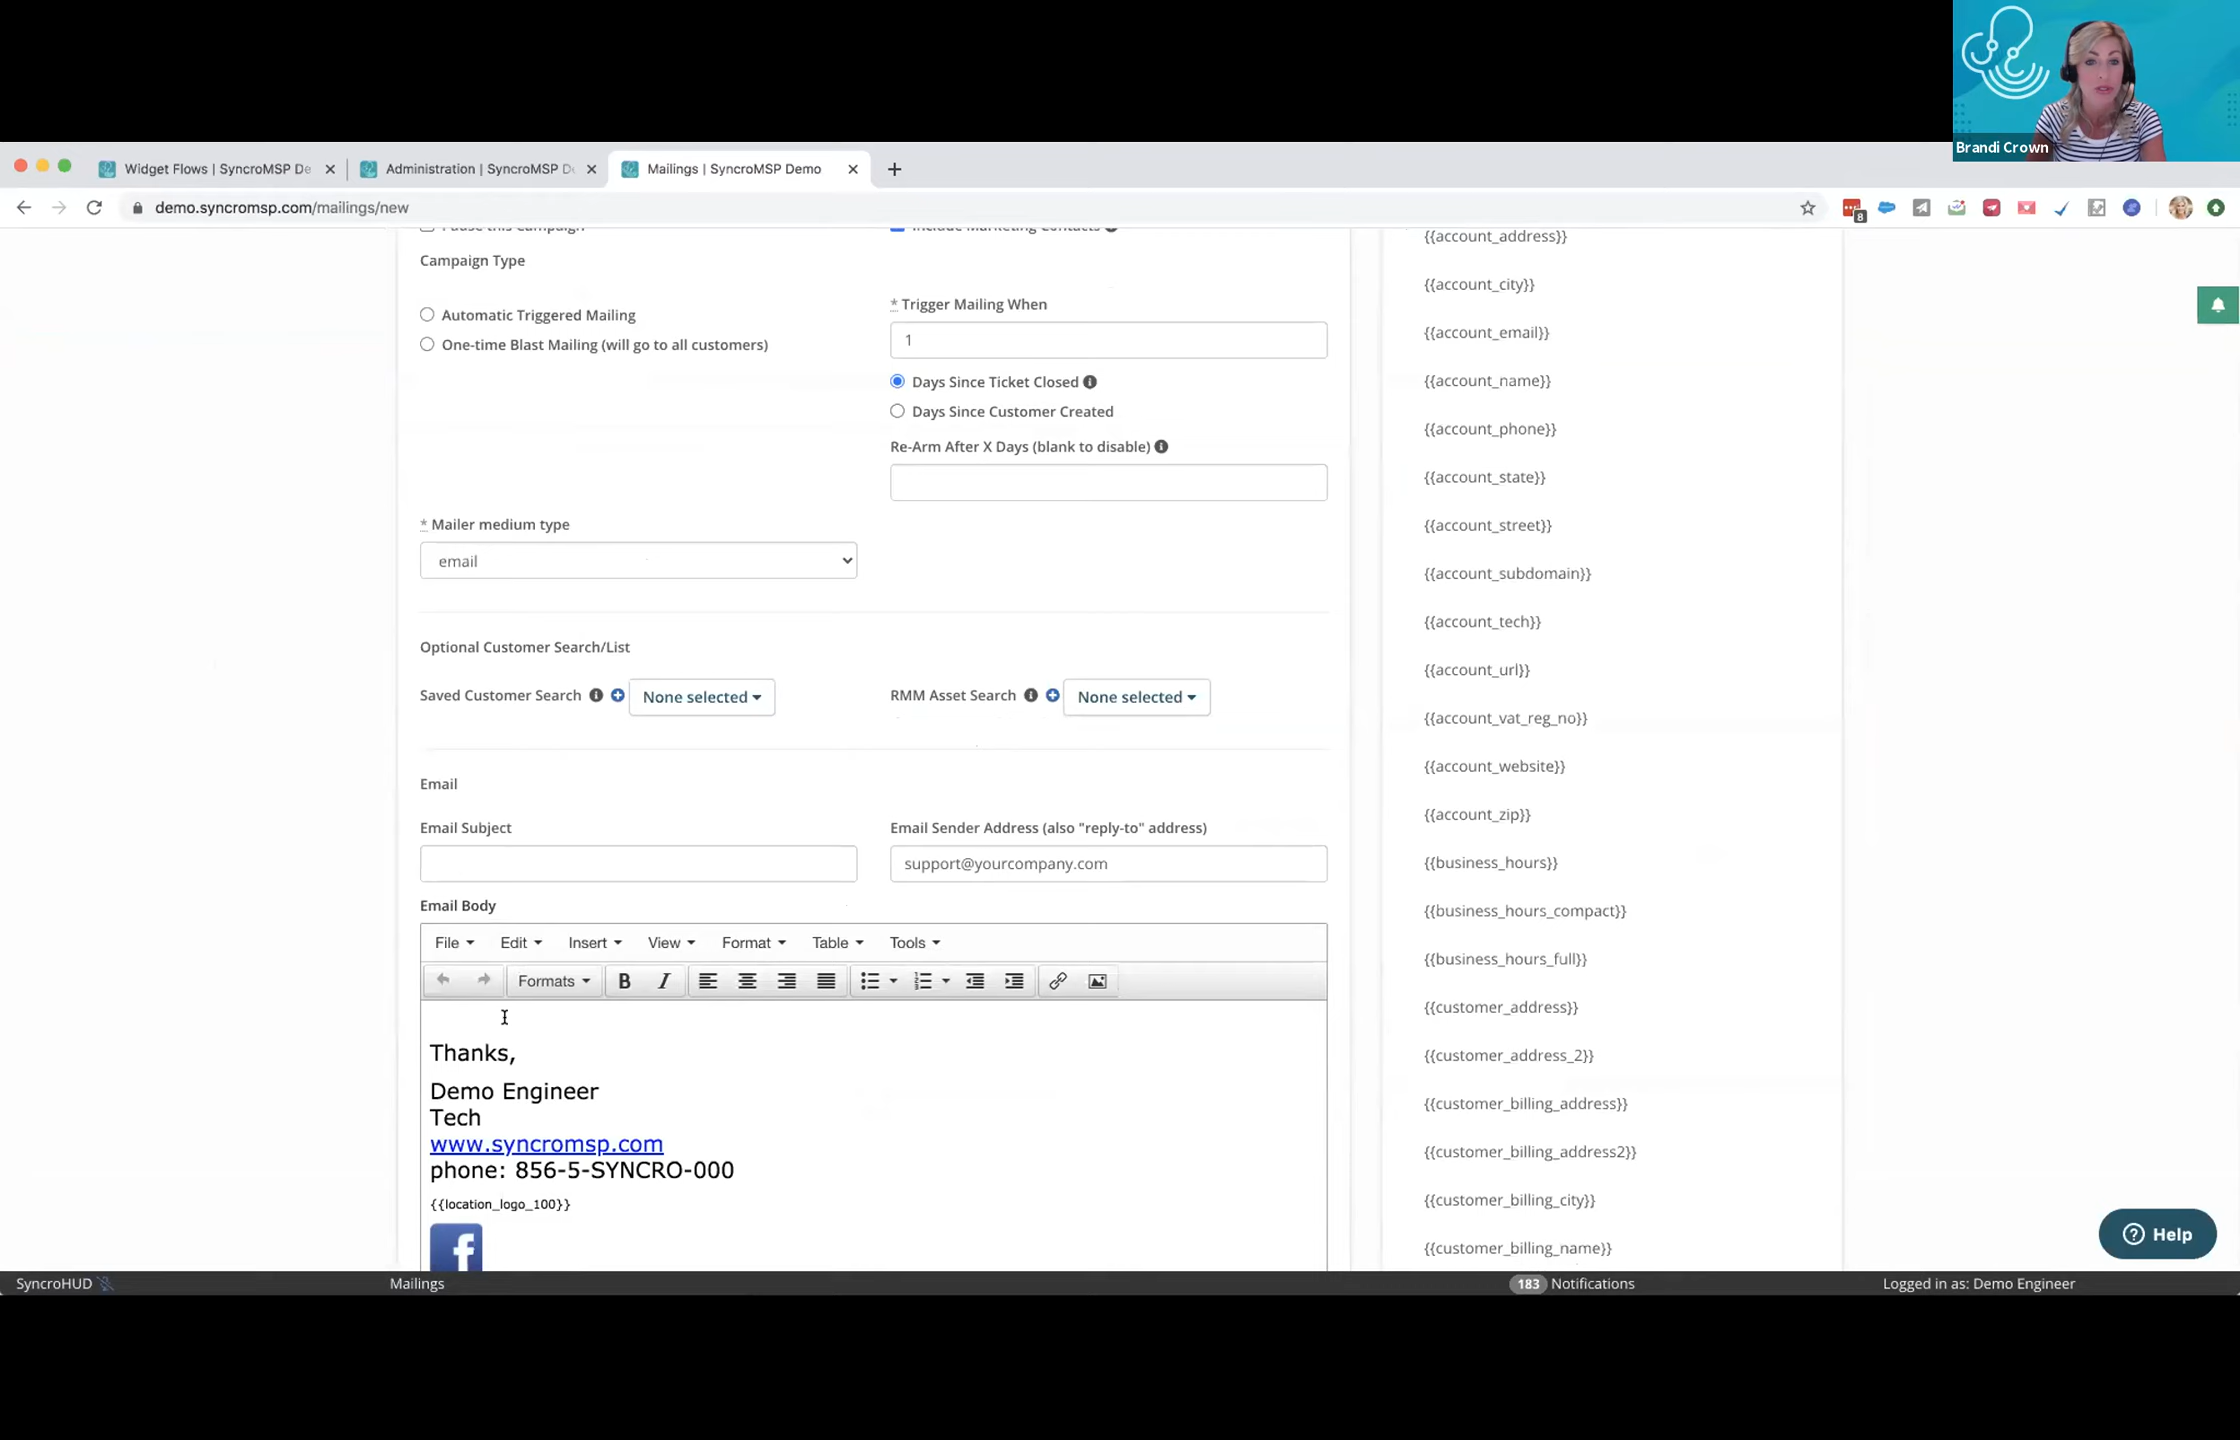 Brandi Crown
Widget Flows | SyncroMSP De
Administration | SyncroMSP De
Mailings | SyncroMSP Demo
demo.syncromsp.com/mailings/new
8
Pause this Campaign
Include Marketing Contacts
Campaign Type
Automatic Triggered Mailing
One-time Blast Mailing (will go to all customers)
* Trigger Mailing When
1
Days Since Ticket Closed
Days Since Customer Created
Re-Arm After X Days (blank to disable)
* Mailer medium type
email
Optional Customer Search/List
Saved Customer Search
None selected
RMM Asset Search
None selected
Email
Email Subject
Email Sender Address (also "reply-to" address)
support@yourcompany.com
Email Body
File Edit Insert View Format Table Tools
Formats B I
Thanks,
Demo Engineer
Tech
www.syncromsp.com
phone: 856-5-SYNCRO-000
{{location_logo_100}}
f
{{account_address}}
{{account_city}}
{{account_email}}
{{account_name}}
{{account_phone}}
{{account_state}}
{{account_street}}
{{account_subdomain}}
{{account_tech}}
{{account_url}}
{{account_vat_reg_no}}
{{account_website}}
{{account_zip}}
{{business_hours}}
{{business_hours_compact}}
{{business_hours_full}}
{{customer_address}}
{{customer_address_2}}
{{customer_billing_address}}
{{customer_billing_address2}}
{{customer_billing_city}}
{{customer_billing_name}}
Help
SyncroHUD
Mailings
183 Notifications
Logged in as: Demo Engineer